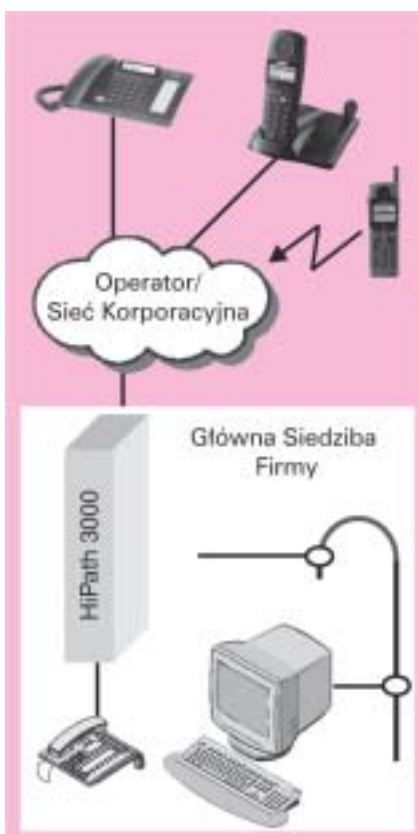 Operator/
Sieć Korporacyjna
Główna Siedziba
Firmy
HiPath 3000